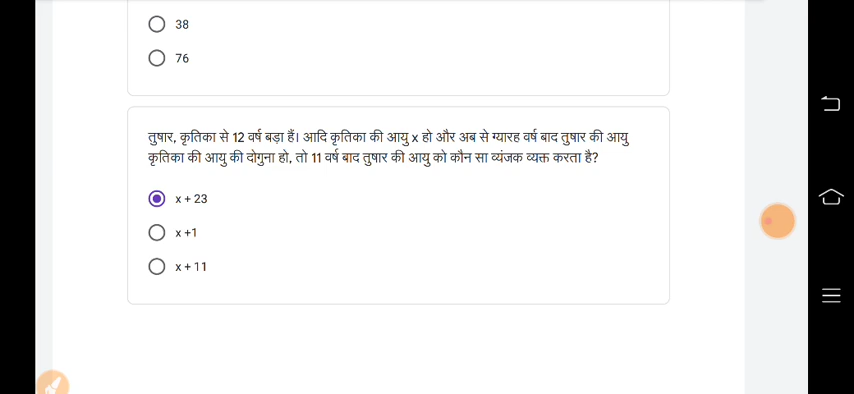 38
76
तुषार, कृतिका से 12 वर्ष बड़ा हैं। आदि कृतिका की आयु x हो और अब से ग्यारह वर्ष बाद तुषार की आयु
कृतिका की आयु की दोगुना हो, तो 11 वर्ष बाद तुषार की आयु को कौन सा व्यंजक व्यक्त करता है?
x + 23
x +1
x + 11